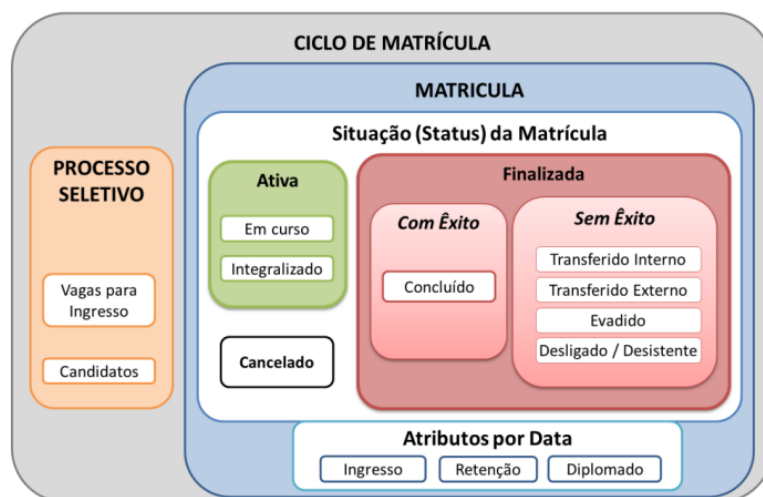 CICLO DE MATRÍCULA
PROCESSO
SELETIVO
Vagas para
Ingresso
Candidatos
MATRICULA
Situação (Status) da Matrícula
Ativa
Em curso
Integralizado
Cancelado
Finalizada
Com Êxito
Concluído
Sem Êxito
Transferido Interno
Transferido Externo
Evadido
Desligado / Desistente
Atributos por Data
Ingresso
Retenção
Diplomado